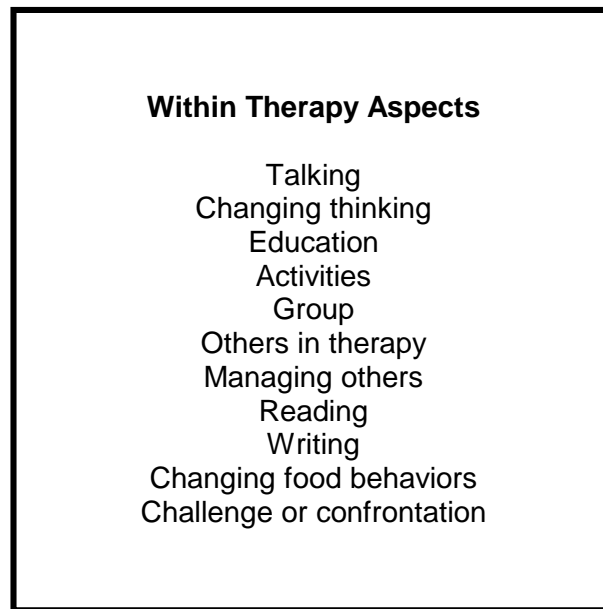 Within Therapy Aspects
Talking
Changing thinking
Education
Activities
Group
Others in therapy
Managing others
Reading
Writing
Changing food behaviors
Challenge or confrontation